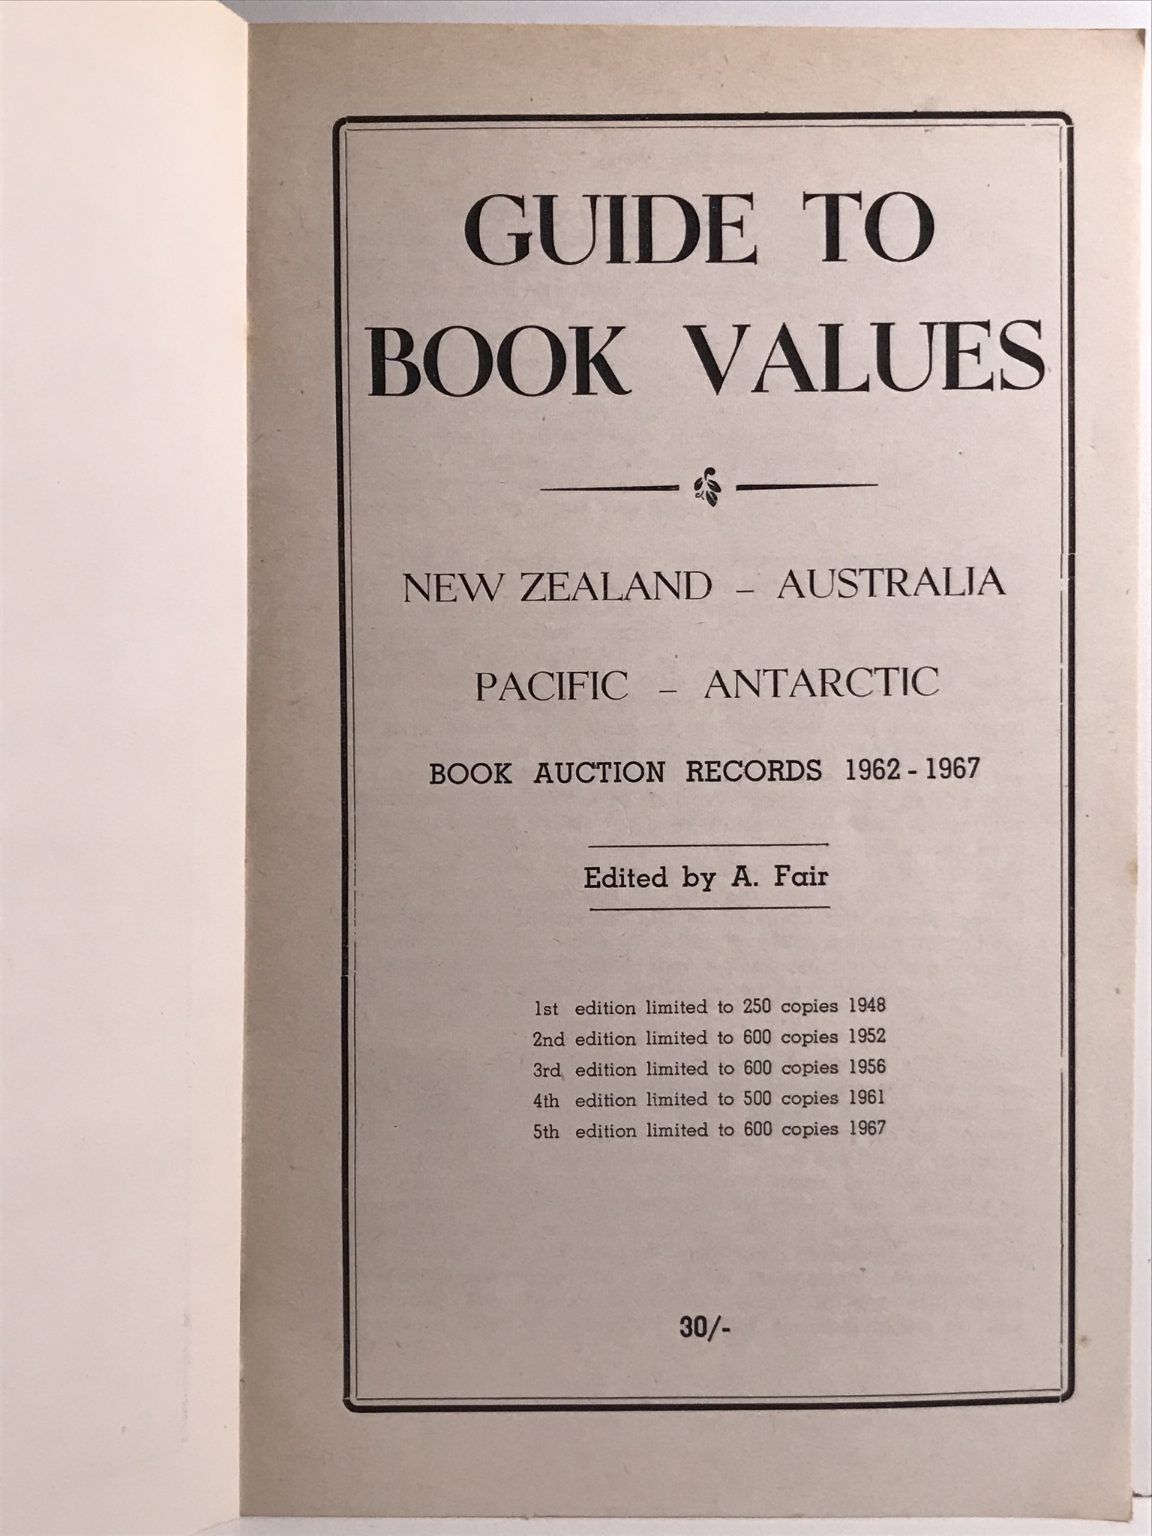 GUIDE TO
BOOK VALUES
NEW ZEALAND – AUSTRALIA
PACIFIC – ANTARCTIC
BOOK AUCTION RECORDS 1962 - 1967
Edited by A. Fair
1st edition limited to 250 copies 1948
2nd edition limited to 600 copies 1952
3rd edition limited to 600 copies 1956
4th edition limited to 500 copies 1961
5th edition limited to 600 copies 1967
30/-